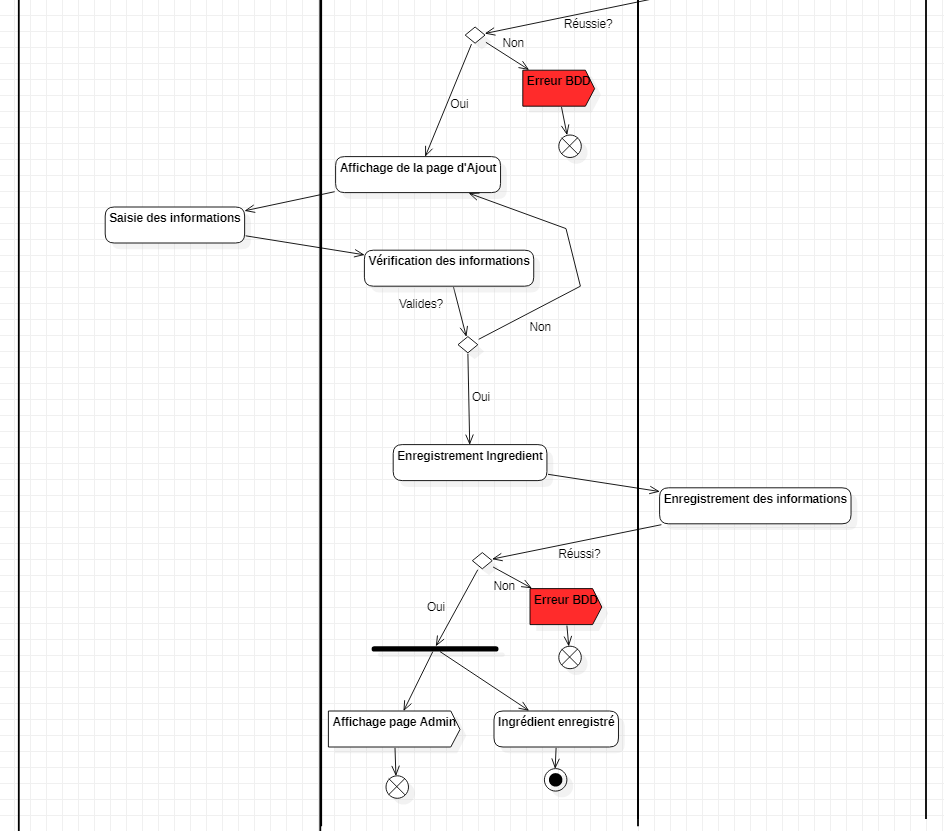 Réussie?
Non
Erreur BDD
Oui
Affichage de la page d'Ajout
Saisie des informations
Vérification des informations
Valides?
Non
Oui
Enregistrement Ingredient
Enregistrement des informations
Réussi?
Non
Erreur BDD
Oui
Affichage page Admin
Ingrédient enregistré